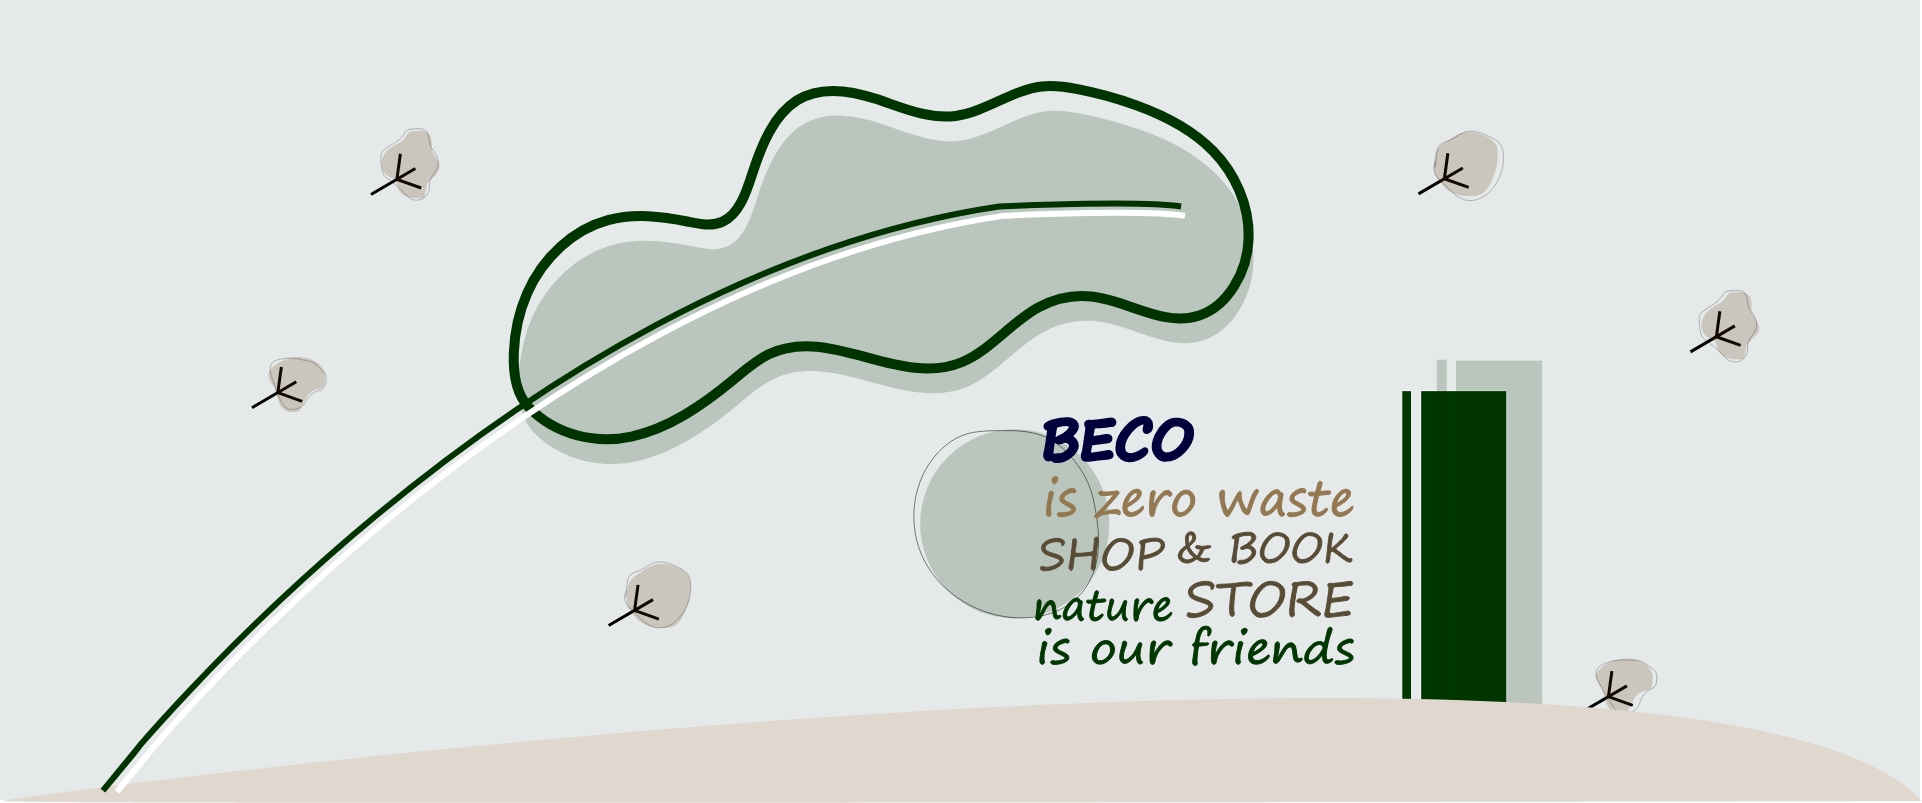 BECO
is zero waste
SHOP & BOOK
nature STORE
is our friends